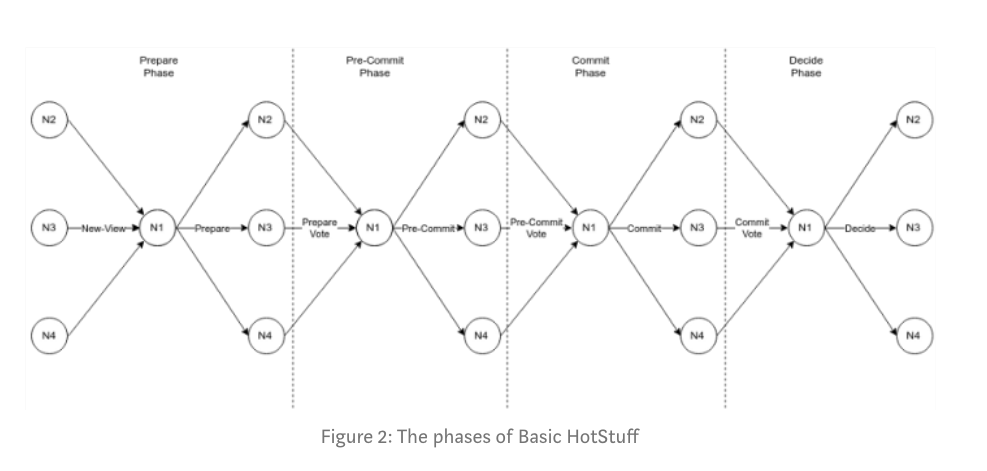 Prepare
Phase
Pre-Commit
Phase
Commit
Phase
Decide
Phase
N2
N2
N2
N2
N2
N3
New-View
N1
Prepare
N3
Prepare
Vote
N1
Pre-Commit
N3
Pre-Commit
Vote
N1
Commit
N3
Commit
Vote
N1
Decide
N3
N4
N4
N4
N4
N4
Figure 2: The phases of Basic HotStuff